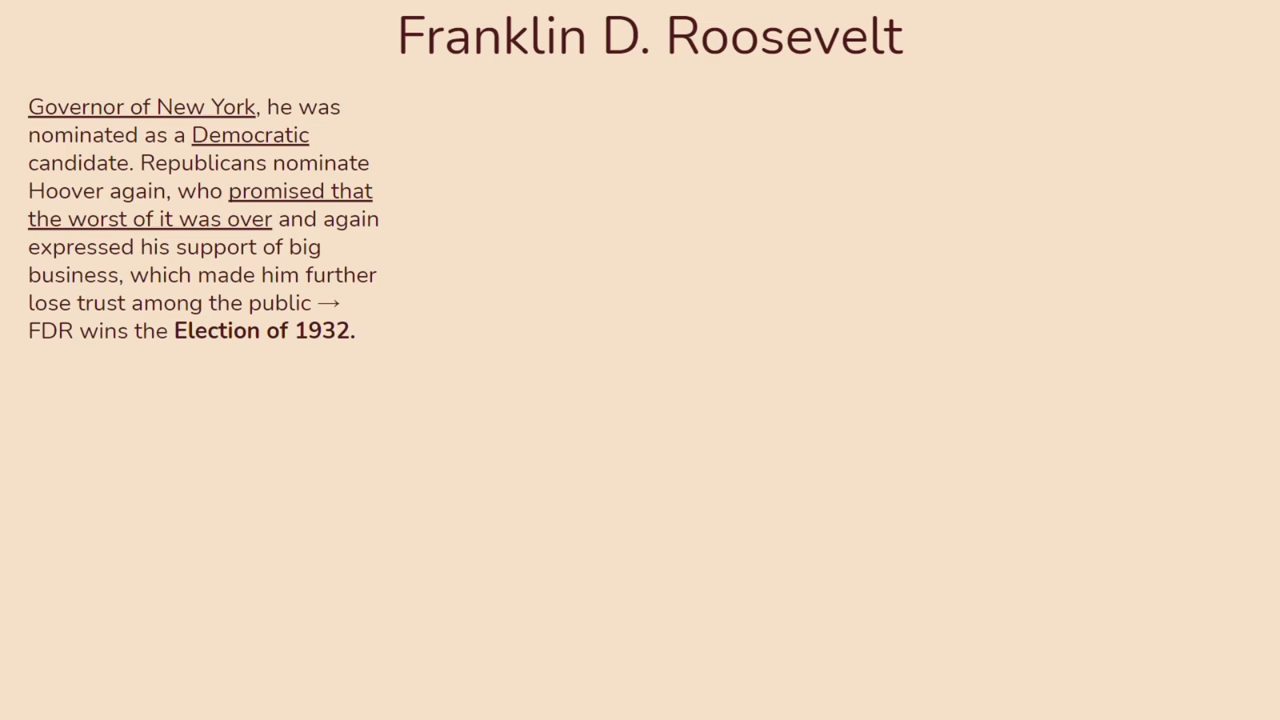 Franklin D. Roosevelt
Governor of New York, he was
nominated as a Democratic
candidate. Republicans nominate
Hoover again, who promised that
the worst of it was over and again
expressed his support of big
business, which made him further
lose trust among the public →
FDR wins the Election of 1932.